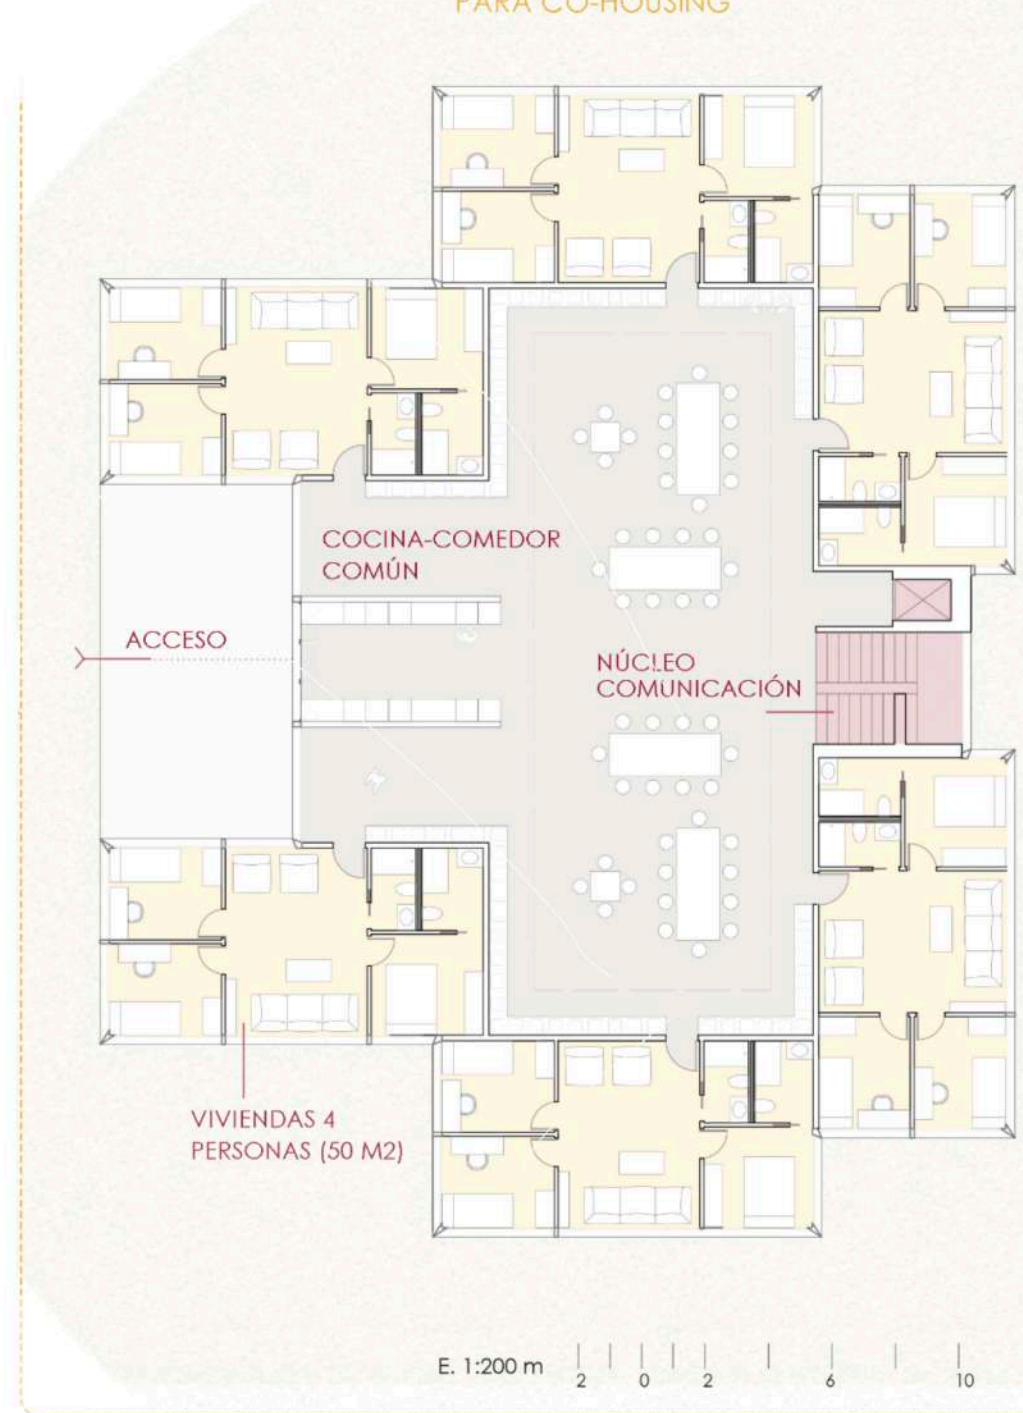 PARA CO-HOUSING
COCINA-COMEDOR
COMÚN
ACCESO
NÚCLEO
COMUNICACIÓN
VIVIENDAS 4
PERSONAS (50 M2)
E. 1:200 m
2 0 2 6 10